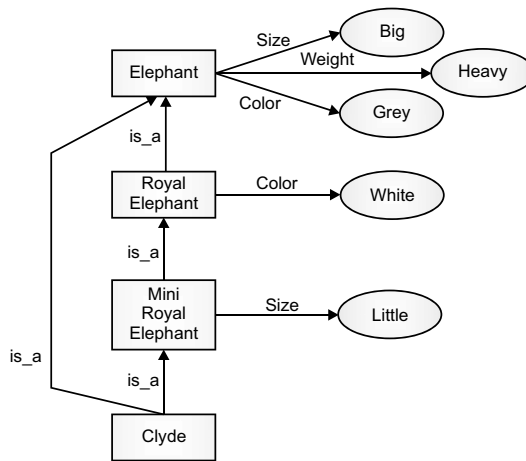 Size
Big
Weight
Elephant
Heavy
Color
Grey
is_a
Royal
Elephant
Color
White
is_a
Mini
Royal
Elephant
Size
Little
is_a
is_a
Clyde